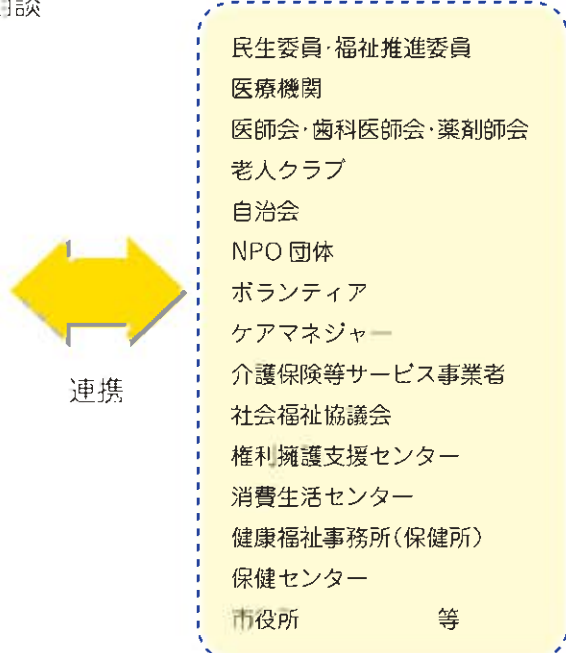 相談
民生委員・福祉推進委員
医療機関
医師会・歯科医師会・薬剤師会
老人クラブ
自治会
NPO 団体
ボランティア
ケアマネジャー
介護保険等サービス事業者
社会福祉協議会
権利擁護支援センター
消費生活センター
健康福祉事務所(保健所)
保健センター
市役所 等
連携